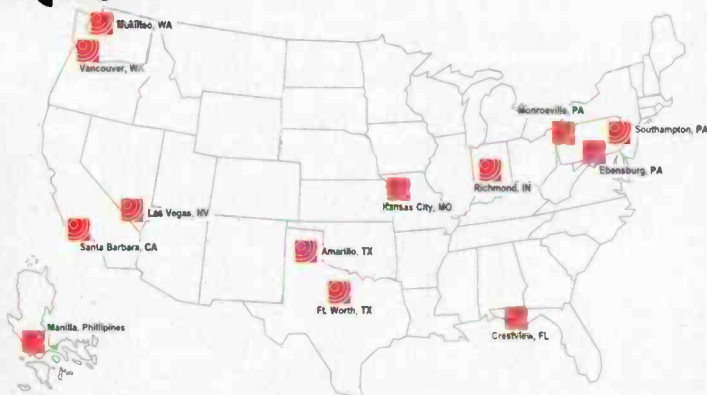 Mukilteo, WA
Vancouver, WA
Monroeville, PA
Southampton, PA
Ebensburg, PA
Richmond, IN
Kansas City, MO
Las Vegas, NV
Santa Barbara, CA
Amarillo, TX
Ft. Worth, TX
Manilla, Phillipines
Crestview, FL